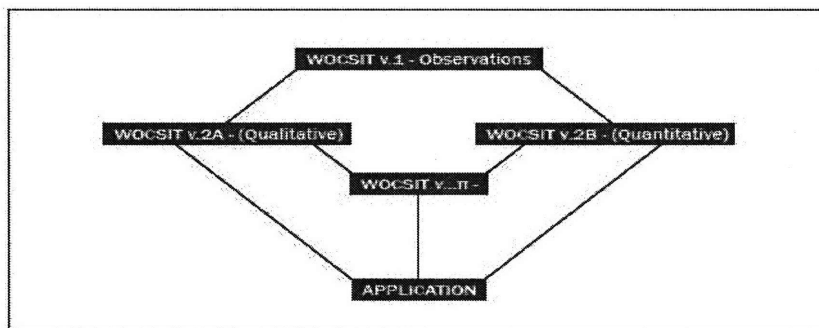 WOCSIT v.1 - Observations
WOCSIT v.2A - (Qualitative)
WOCSIT v.2B - (Quantitative)
WOCSIT v...π -
APPLICATION